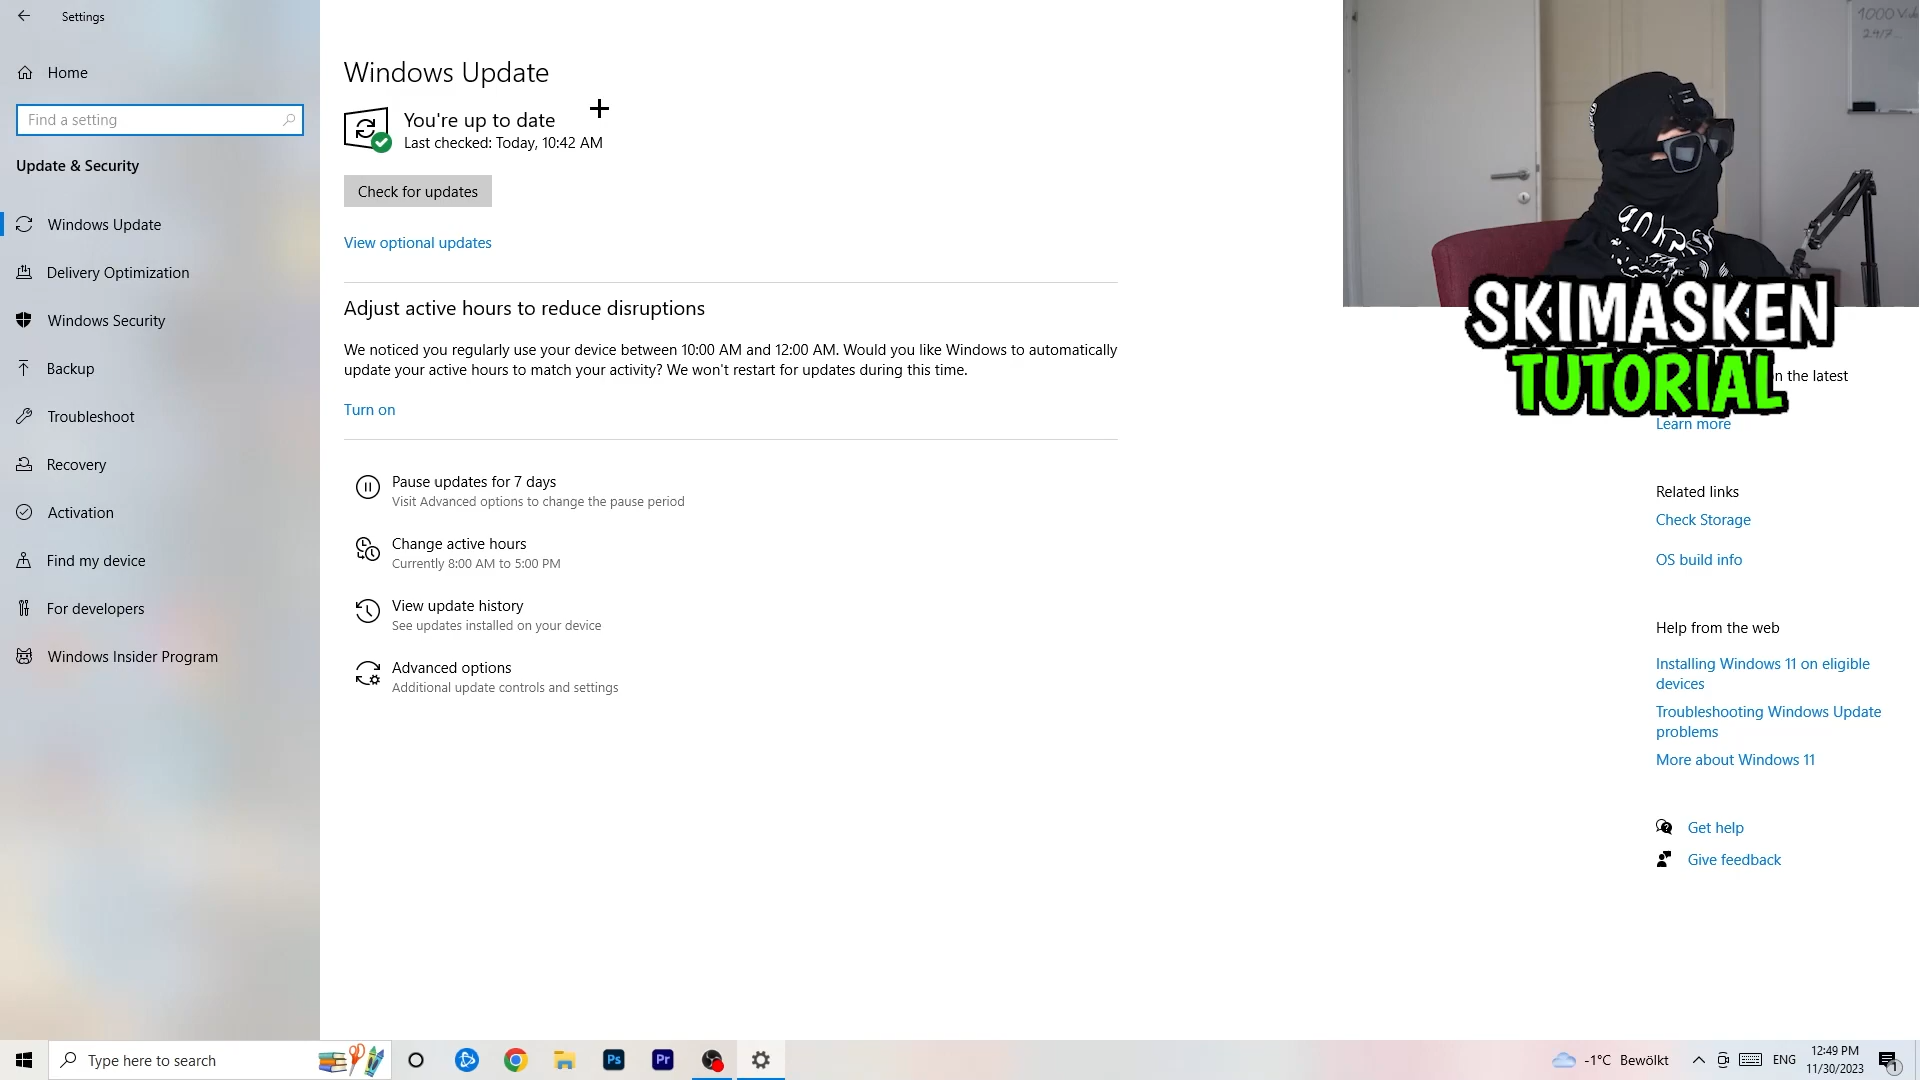 Settings
Home
Find a setting
Update & Security
Windows Update
Delivery Optimization
Windows Security
Backup
Troubleshoot
Recovery
Activation
Find my device
For developers
Windows Insider Program
Windows Update
You're up to date
Last checked: Today, 10:42 AM
Check for updates
View optional updates
Adjust active hours to reduce disruptions
We noticed you regularly use your device between 10:00 AM and 12:00 AM. Would you like Windows to automatically
update your active hours to match your activity? We won't restart for updates during this time.
Turn on
Pause updates for 7 days
Visit Advanced options to change the pause period
Change active hours
Currently 8:00 AM to 5:00 PM
View update history
See updates installed on your device
Advanced options
Additional update controls and settings
1000
SKIMASKEN
TUTORIAL
n the latest
Learn more
Related links
Check Storage
OS build info
Help from the web
Installing Windows 11 on eligible
devices
Troubleshooting Windows Update
problems
More about Windows 11
Get help
Give feedback
Type here to search
Ps
Pr
-1°C Bewölkt
ENG
12:49 PM
11/30/2023
1